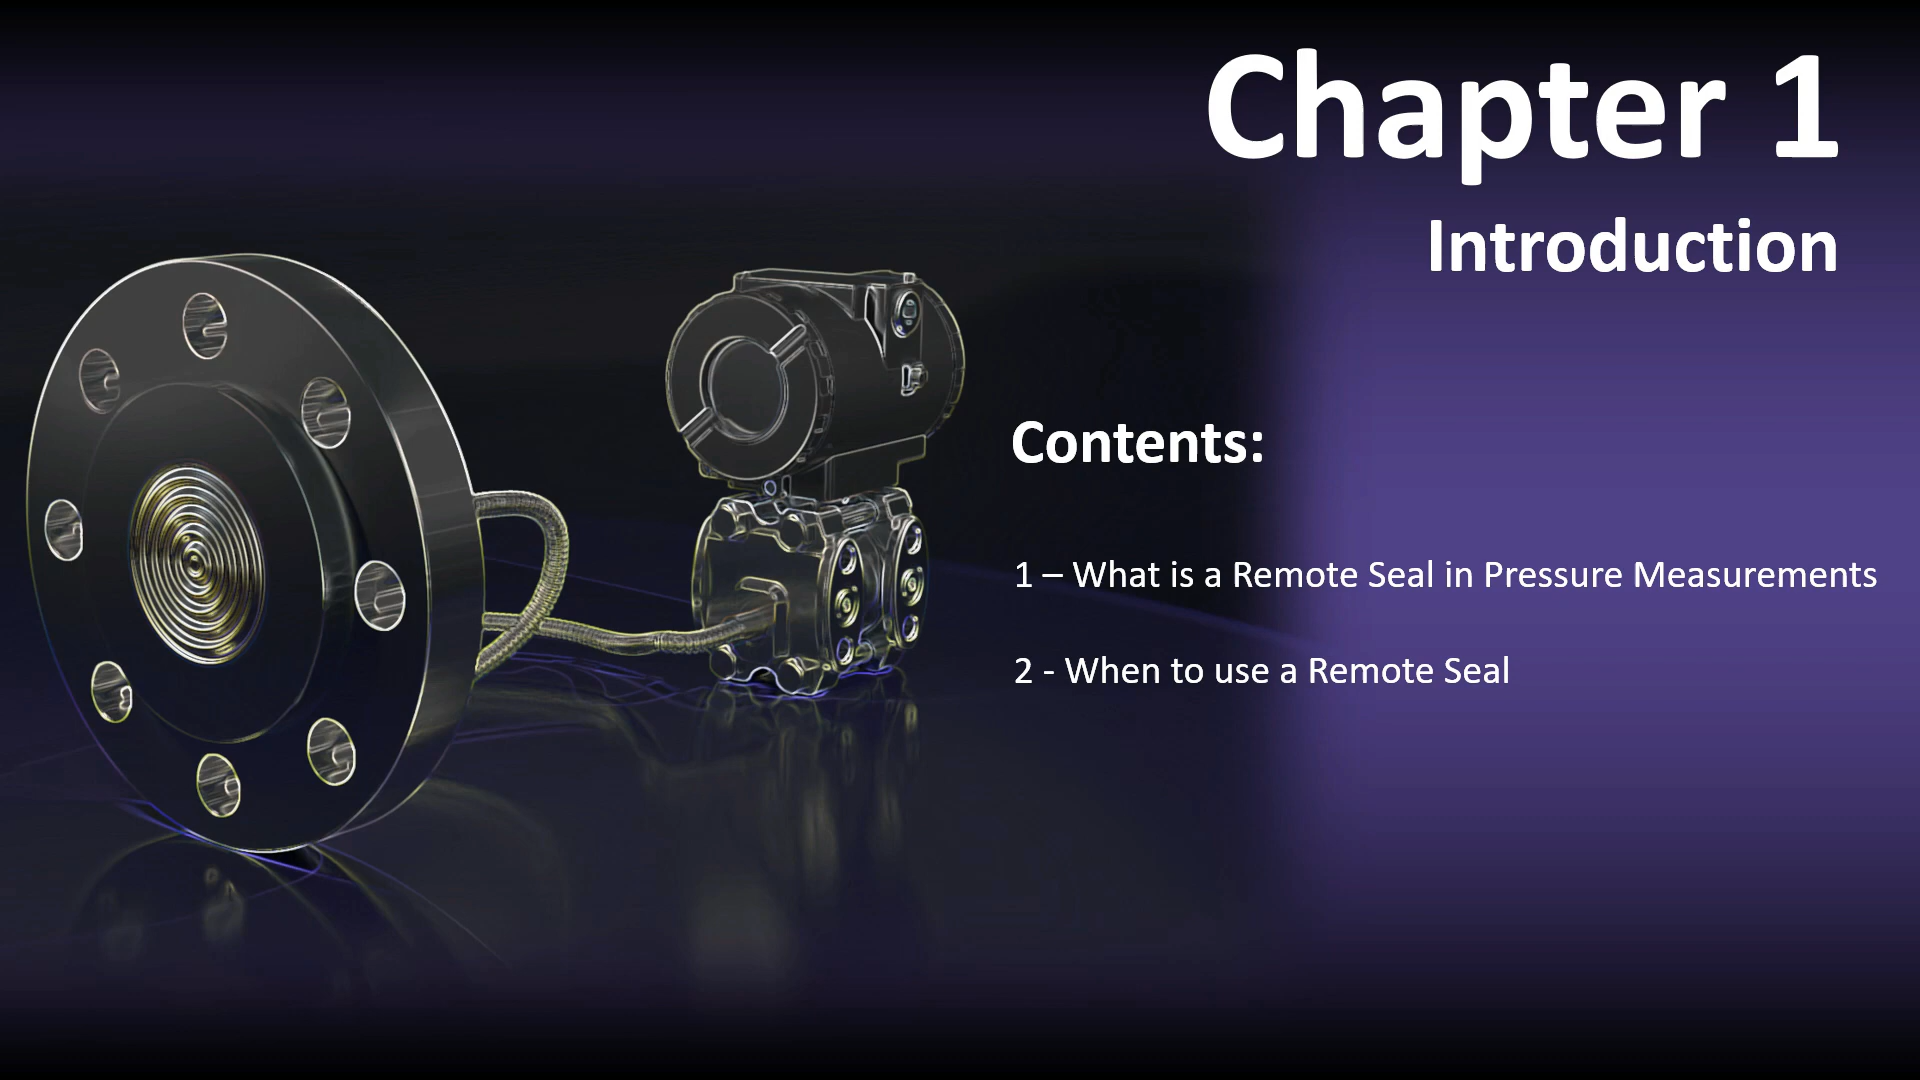 Chapter 1
Introduction
Contents:
1 – What is a Remote Seal in Pressure Measurements
2 - When to use a Remote Seal